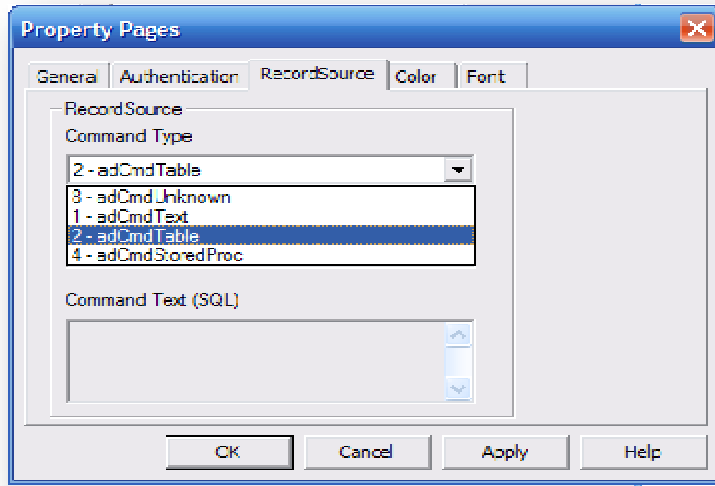 Property Pages
General Authentication RecordSource Color Font
RecordSource
Command Type
2 - adCmdTable
8 - adCmdUnknown
1 - adCmdText
2 - adCmdTable
4 - adCmdStoredProc
Command Text (SQL)
OK Cancel Apply Help